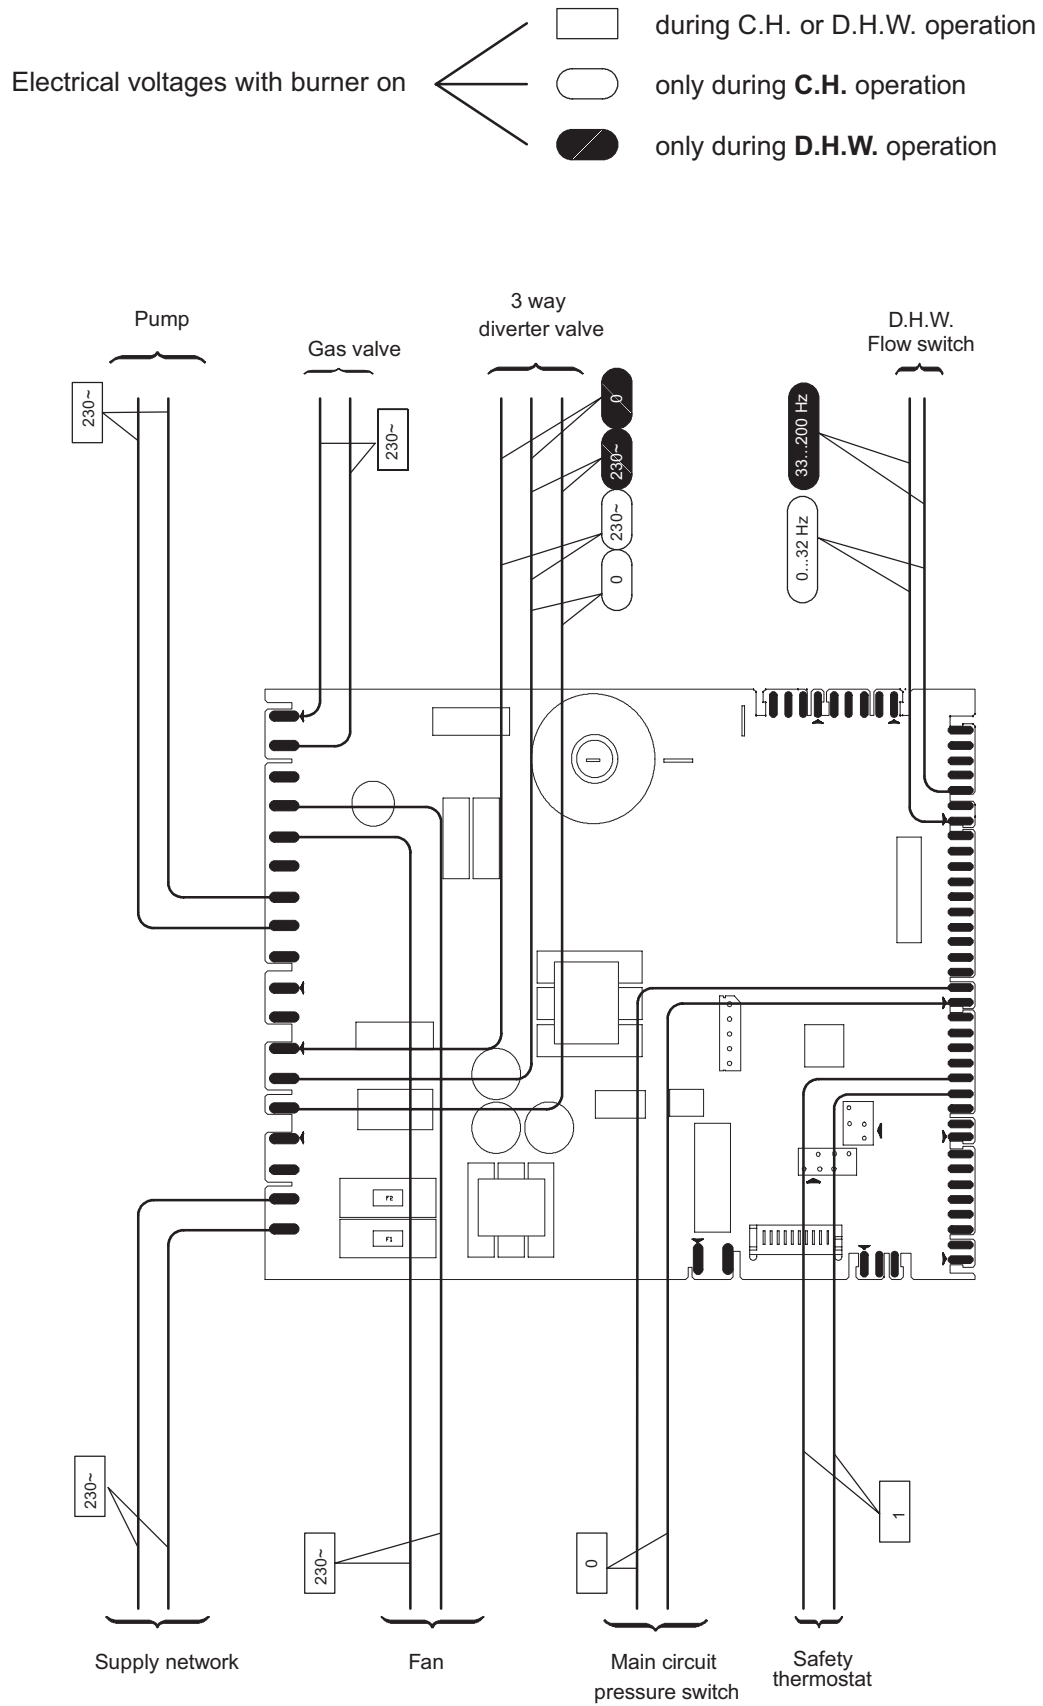 during C.H. or D.H.W. operation
Electrical voltages with burner on
only during C.H. operation
only during D.H.W. operation
Pump
Gas valve
3 way
diverter valve
D.H.W.
Flow switch
230~
230~
0
230~
230~
0
33...200 Hz
0...32 Hz
F2
F1
230~
230~
0
1
Supply network
Fan
Main circuit
pressure switch
Safety
thermostat